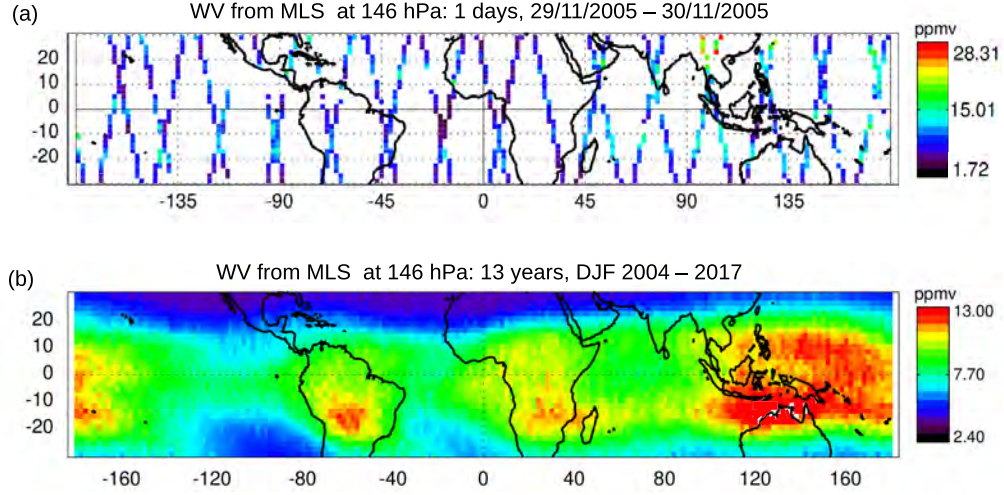 (a)
WV from MLS at 146 hPa: 1 days, 29/11/2005 – 30/11/2005
ppmv
20
10
0
-10
-20
28.31
15.01
1.72
-135 -90 -45 0 45 90 135
(b)
WV from MLS at 146 hPa: 13 years, DJF 2004 – 2017
ppmv
20
10
0
-10
-20
13.00
7.70
2.40
-160 -120 -80 -40 0 40 80 120 160